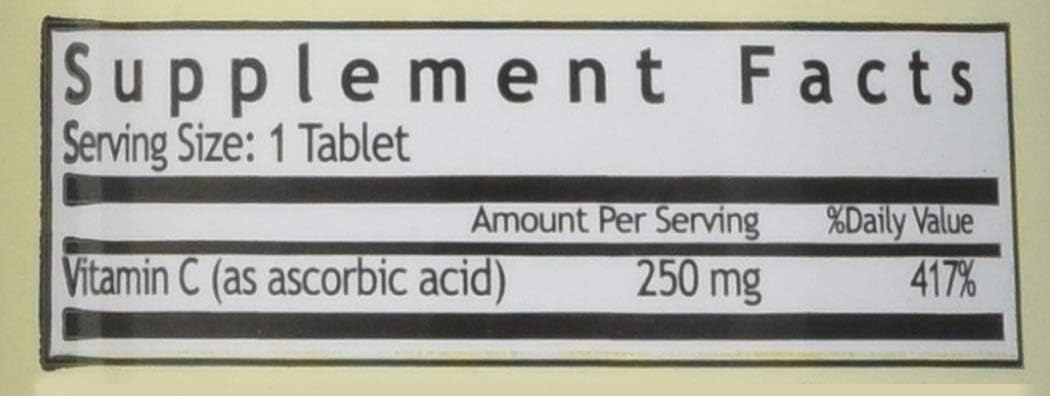 Supplement Facts
Serving Size: 1 Tablet
Amount Per Serving %Daily Value
Vitamin C (as ascorbic acid) 250 mg 417%